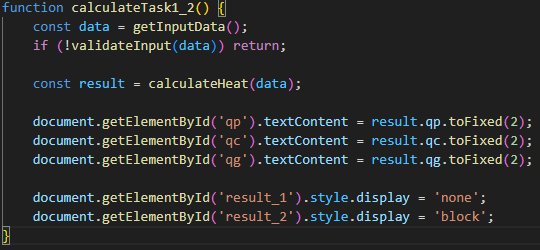 function calculateTask1_2() {
    const data = getInputData();
    if (!validateInput(data)) return;

    const result = calculateHeat(data);

    document.getElementById('qp').textContent = result.qp.toFixed(2);
    document.getElementById('qc').textContent = result.qc.toFixed(2);
    document.getElementById('qg').textContent = result.qg.toFixed(2);

    document.getElementById('result_1').style.display = 'none';
    document.getElementById('result_2').style.display = 'block';
}